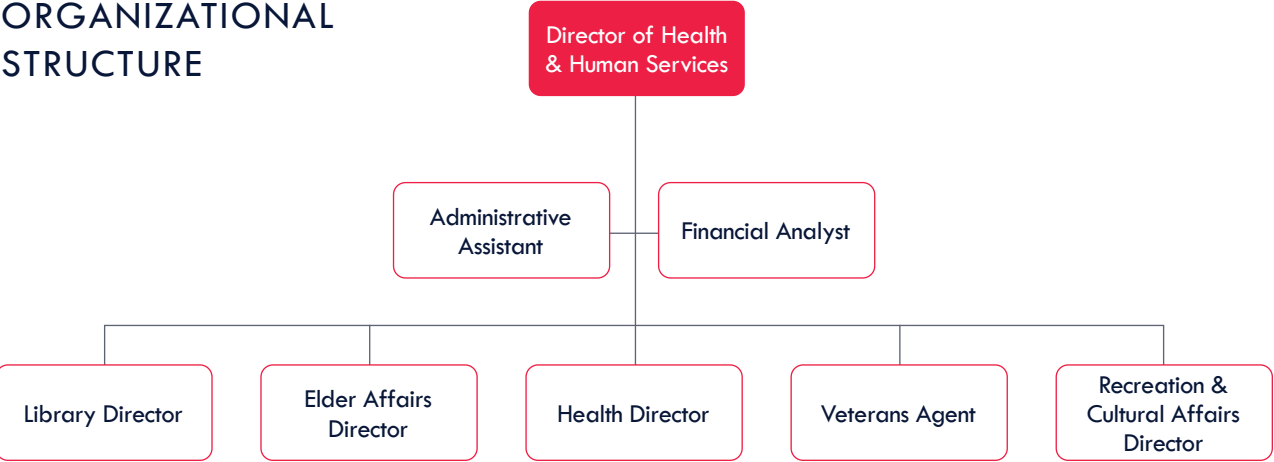 ORGANIZATIONAL
STRUCTURE
Director of Health
& Human Services
Administrative
Assistant
Financial Analyst
Library Director
Elder Affairs
Director
Health Director
Veterans Agent
Recreation &
Cultural Affairs
Director